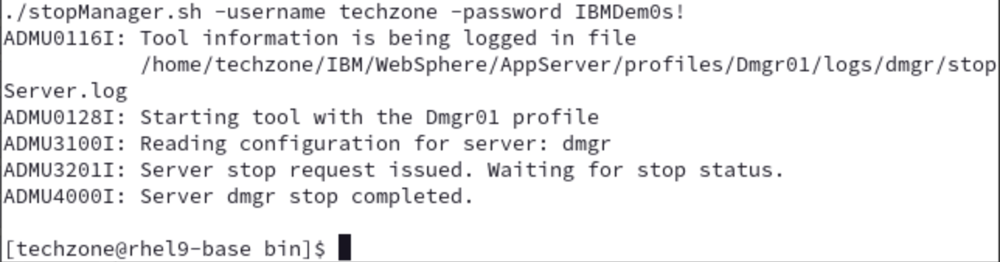 ./stopManager.sh -username techzone -password IBMDem0s!
ADMU0116I: Tool information is being logged in file
/home/techzone/IBM/WebSphere/AppServer/profiles/Dmgr01/logs/dmgr/stop
Server.log
ADMU0128I: Starting tool with the Dmgr01 profile
ADMU3100I: Reading configuration for server: dmgr
ADMU3201I: Server stop request issued. Waiting for stop status.
ADMU4000I: Server dmgr stop completed.
[techzone@rhel9-base bin]$